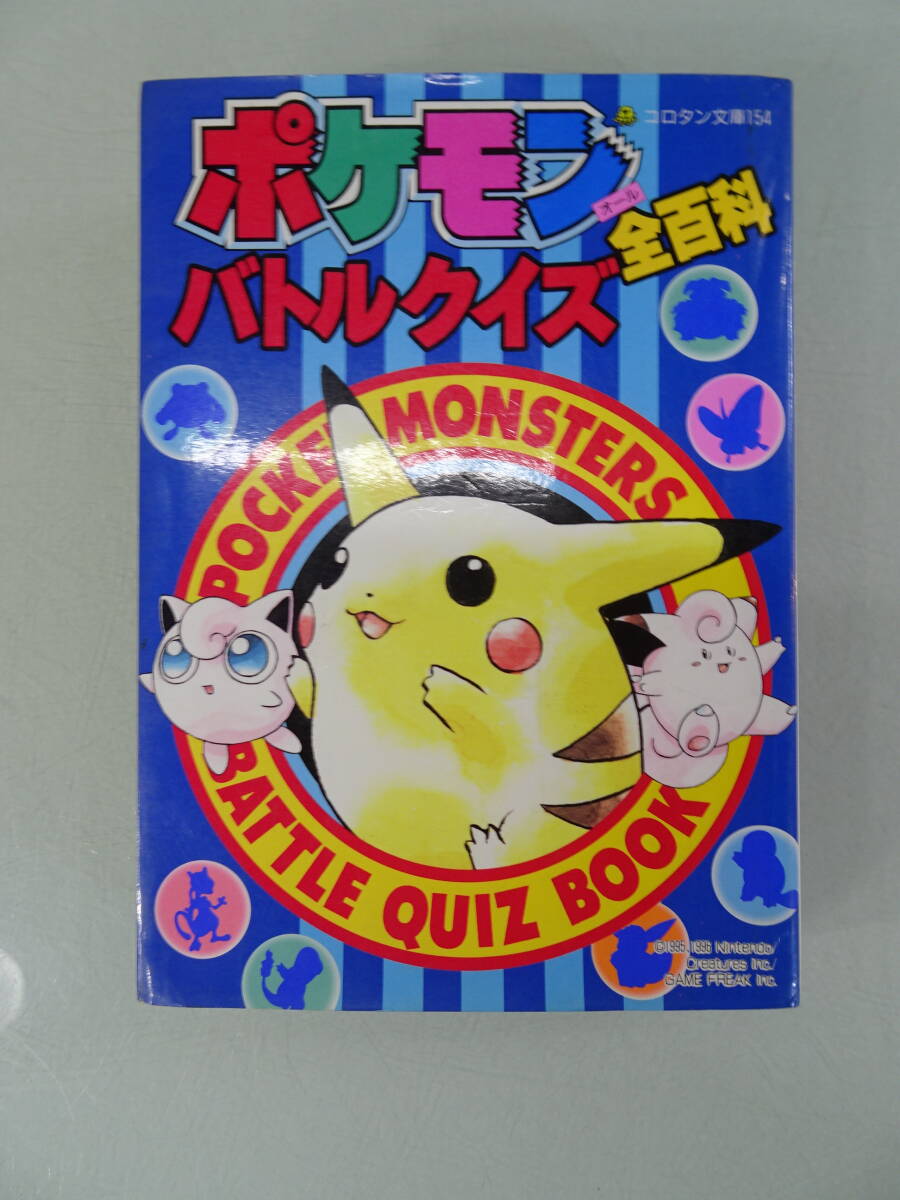 コロタン文庫154
ポケモン
バトルクイズ
オール
全百科
POCKET MONSTERS
BATTLE QUIZ BOOK
©1995,1996 Nintendo/
Creatures Inc./
GAME FREAK Inc.